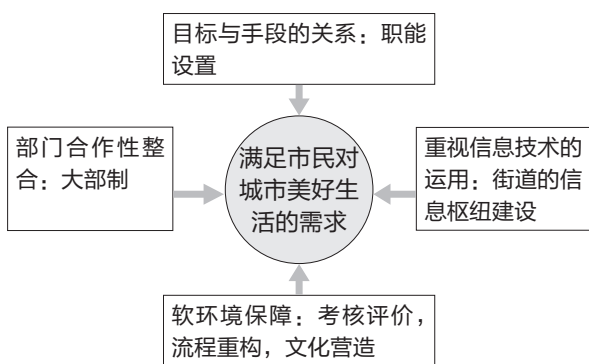 目标与手段的关系：职能
设置
部门合作性整
合：大部制
满足市民对
城市美好生
活的需求
重视信息技术的
运用：街道的信
息枢纽建设
软环境保障：考核评价，
流程重构，文化营造